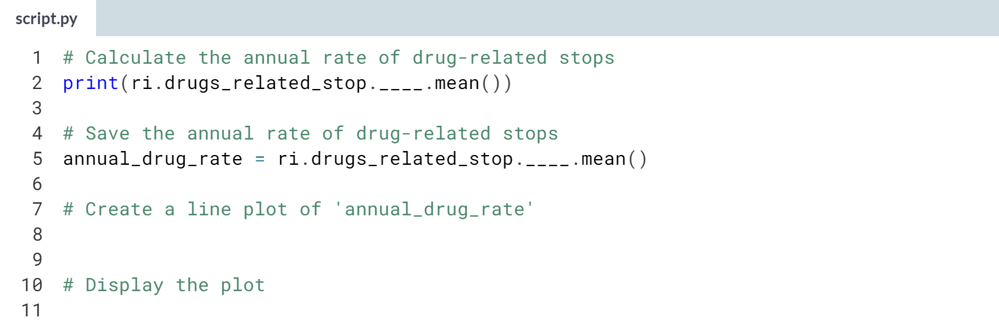 script.py
1 # Calculate the annual rate of drug-related stops
2 print(ri.drugs_related_stop.____.mean())
3
4 # Save the annual rate of drug-related stops
5 annual_drug_rate = ri.drugs_related_stop.____.mean()
6
7 # Create a line plot of 'annual_drug_rate'
8
9
10 # Display the plot
11